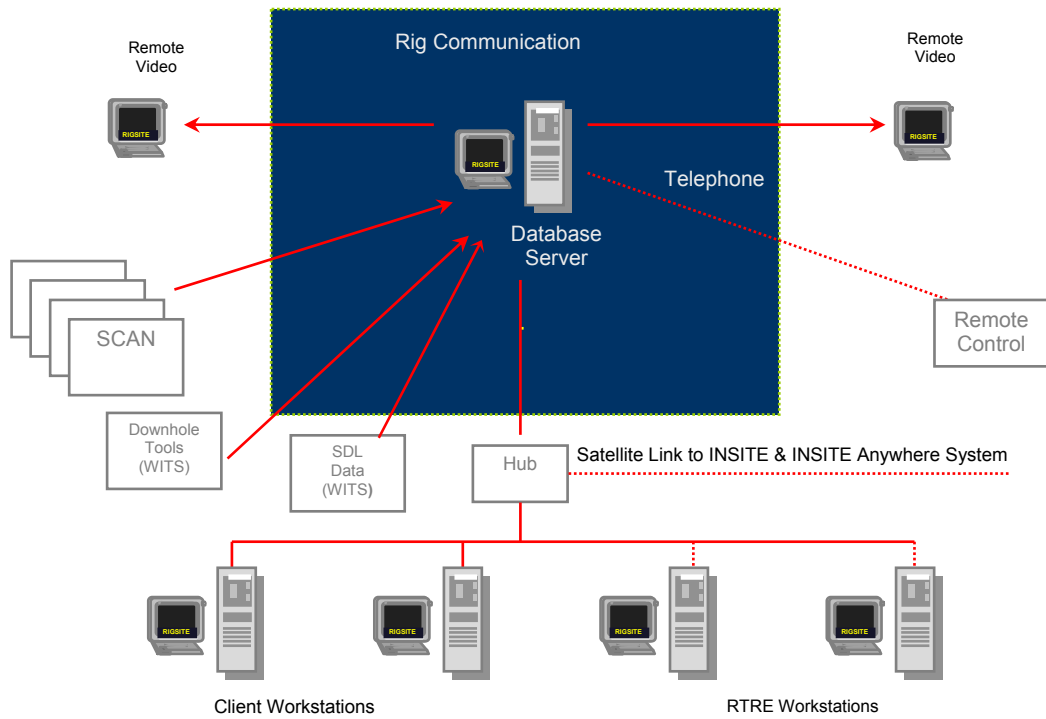 Rig Communication
Remote
Video
Remote
Video
RIGSITE
RIGSITE
RIGSITE
Telephone
Database
Server
SCAN
Remote
Control
Downhole
Tools
(WITS)
SDL
Data
(WITS)
Hub
Satellite Link to INSITE & INSITE Anywhere System
RIGSITE
RIGSITE
RIGSITE
RIGSITE
Client Workstations
RTRE Workstations